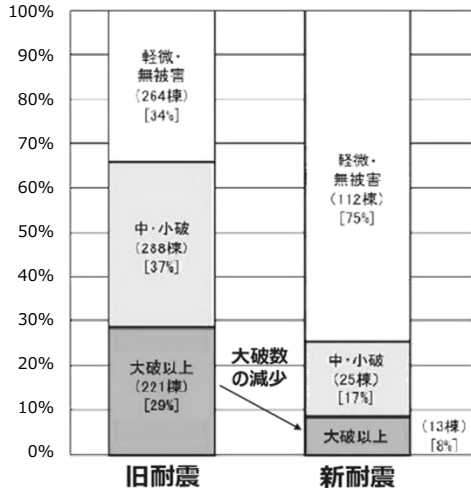 100%
90%
80%
70%
60%
50%
40%
30%
20%
10%
0%
軽微・
無被害
(264棟)
[34%]
中・小破
(288棟)
[37%]
大破以上
(221棟)
[29%]
大破数
の減少
軽微・
無被害
(112棟)
[75%]
中・小破
(25棟)
[17%]
大破以上
(13棟)
[8%]
旧耐震
新耐震